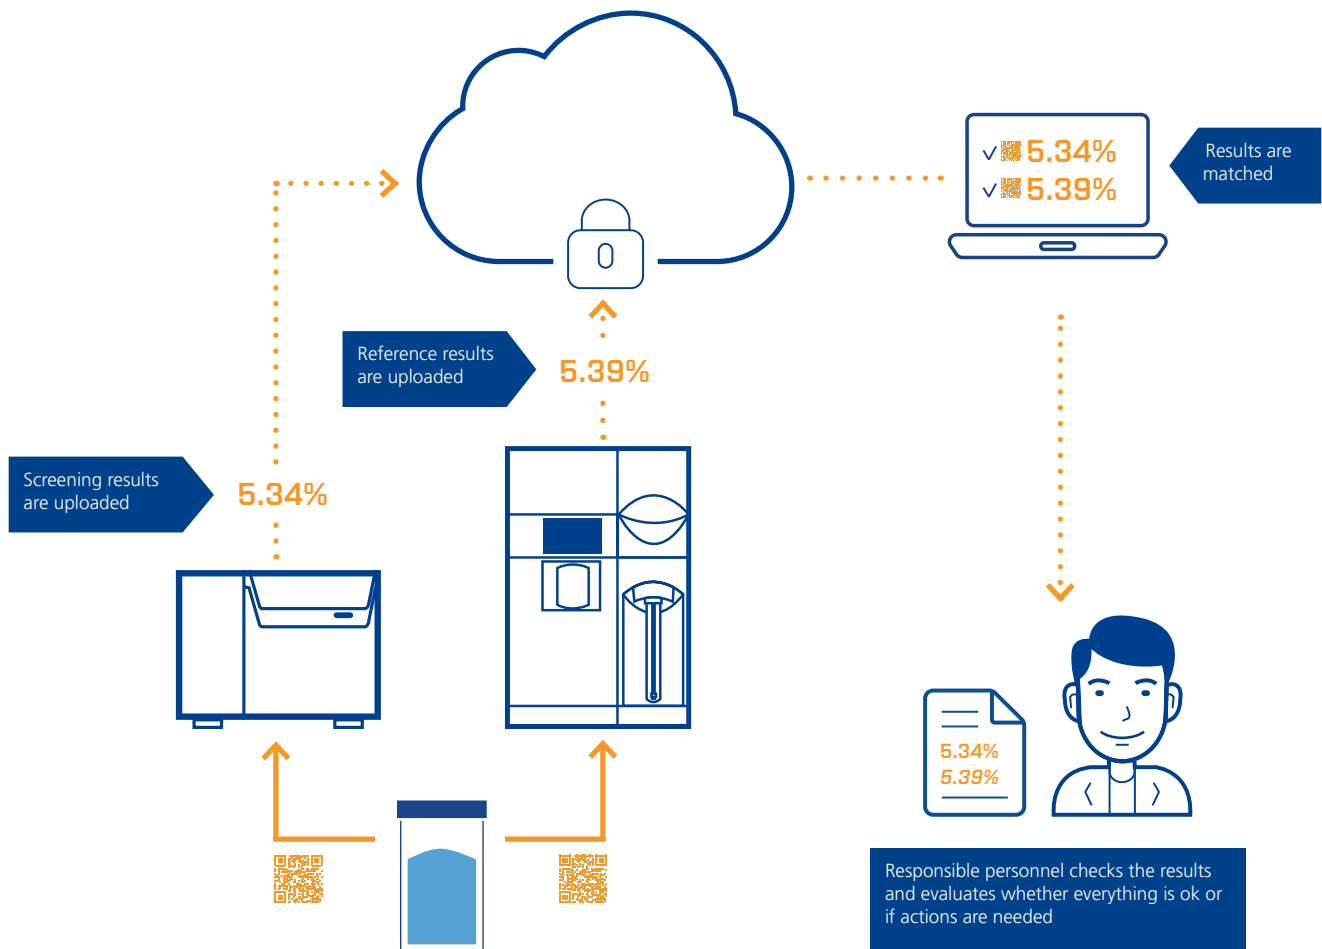 5.34%
5.39%
Results are
matched
Reference results
are uploaded
5.39%
Screening results
are uploaded
5.34%
5.34%
5.39%
Responsible personnel checks the results
and evaluates whether everything is ok or
if actions are needed